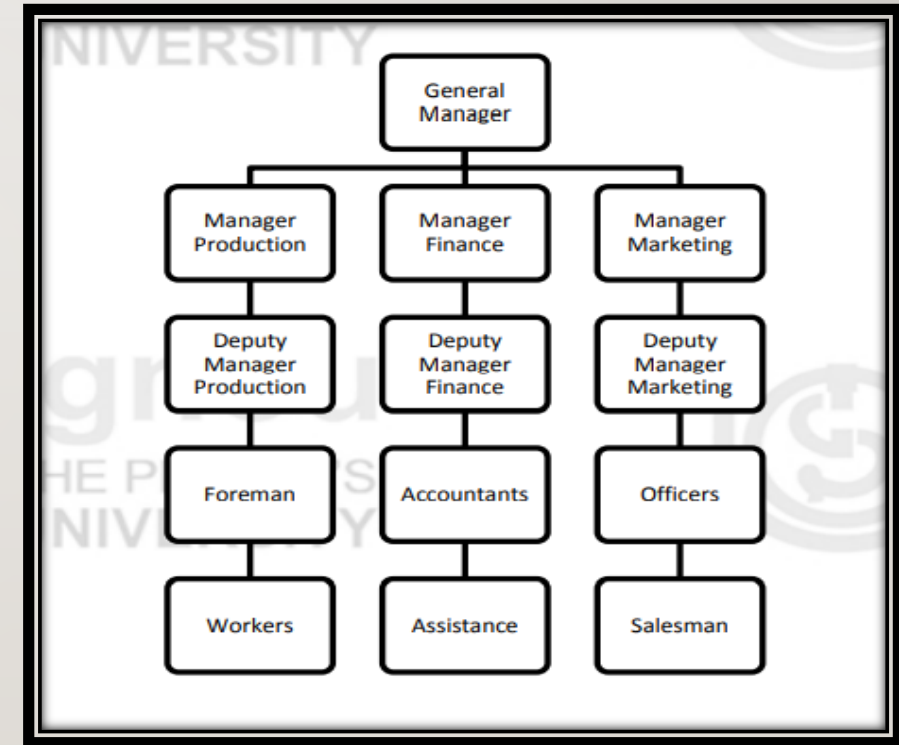 NIVERSITY
General
Manager
Manager
Production
Manager
Finance
Manager
Marketing
Deputy
Manager
Production
Deputy
Manager
Finance
Deputy
Manager
Marketing
Foreman
Accountants
Officers
Workers
Assistance
Salesman